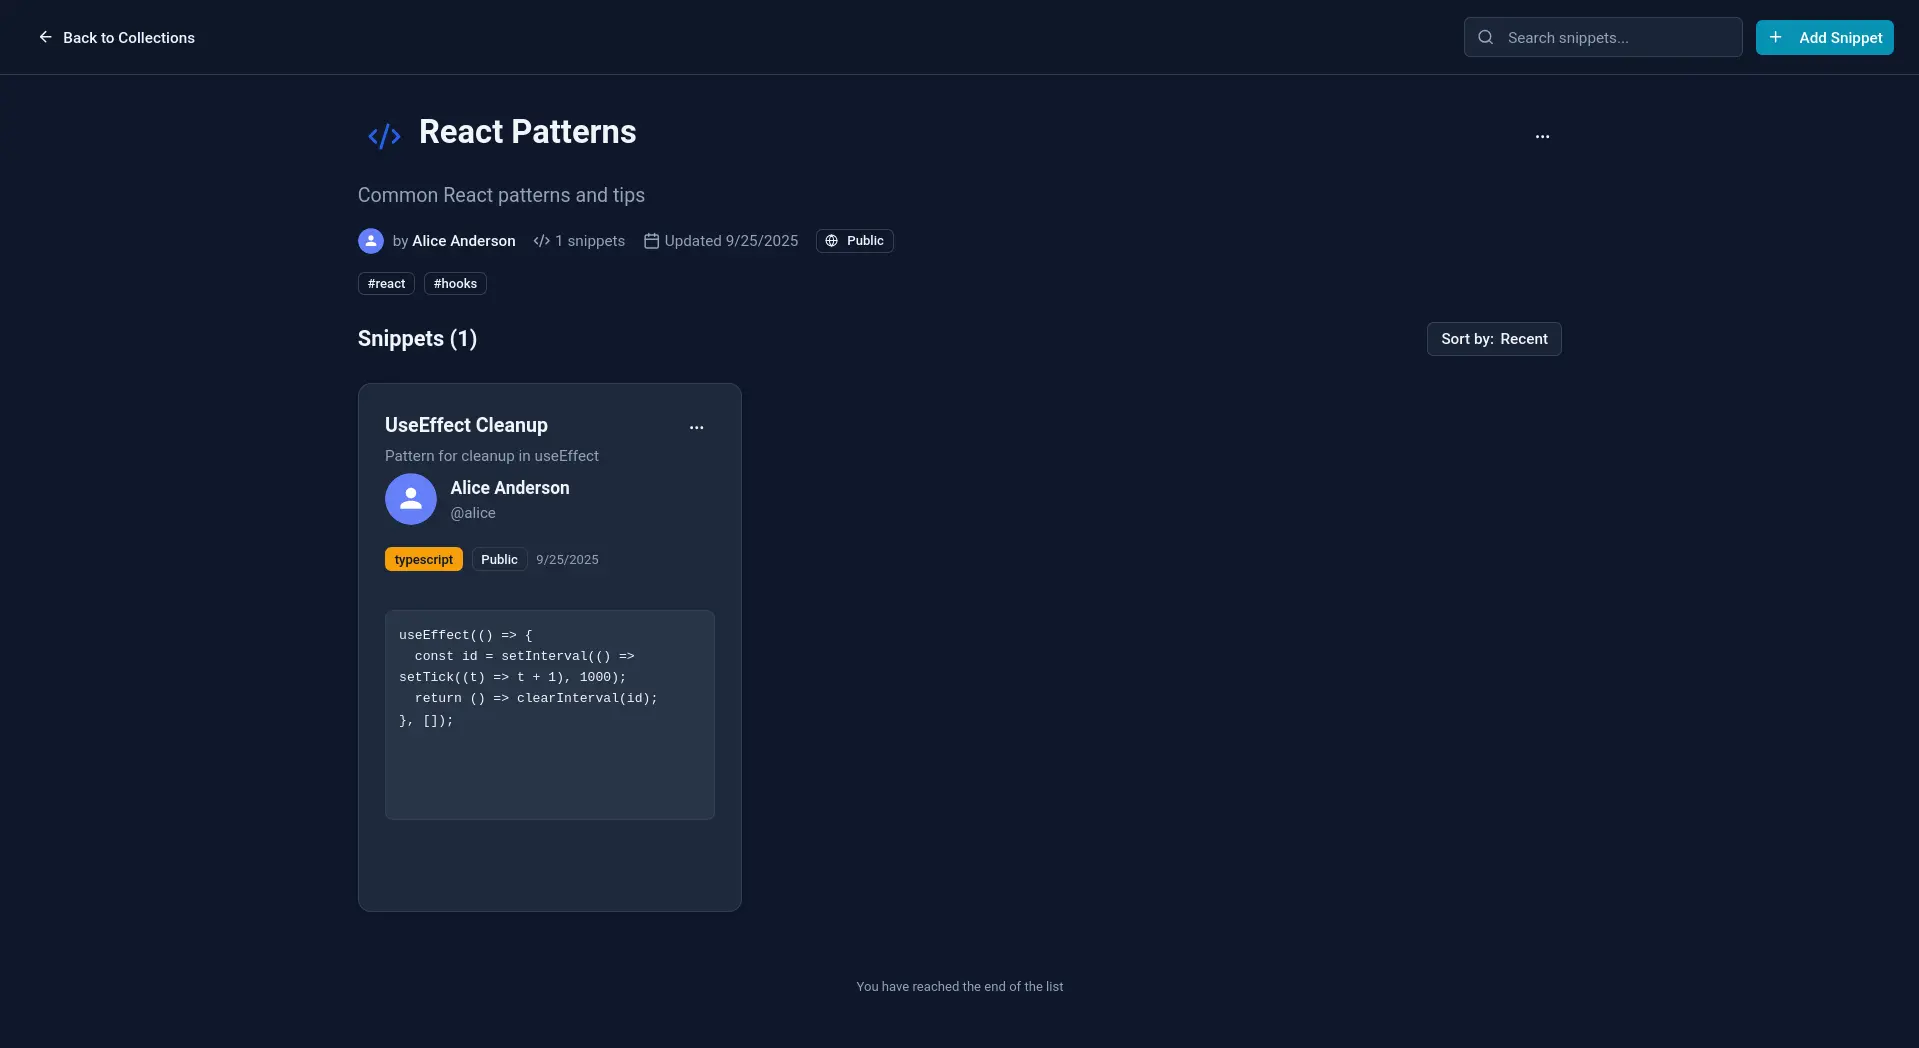 Back to Collections
Search snippets...
Add Snippet
React Patterns
Common React patterns and tips
by Alice Anderson 1 snippets Updated 9/25/2025 Public
#react #hooks
Snippets (1)
Sort by: Recent
UseEffect Cleanup
Pattern for cleanup in useEffect
Alice Anderson
@alice
typescript Public 9/25/2025
useEffect(() => {
  const id = setInterval(() =>
setTick((t) => t + 1), 1000);
  return () => clearInterval(id);
}, []);
You have reached the end of the list